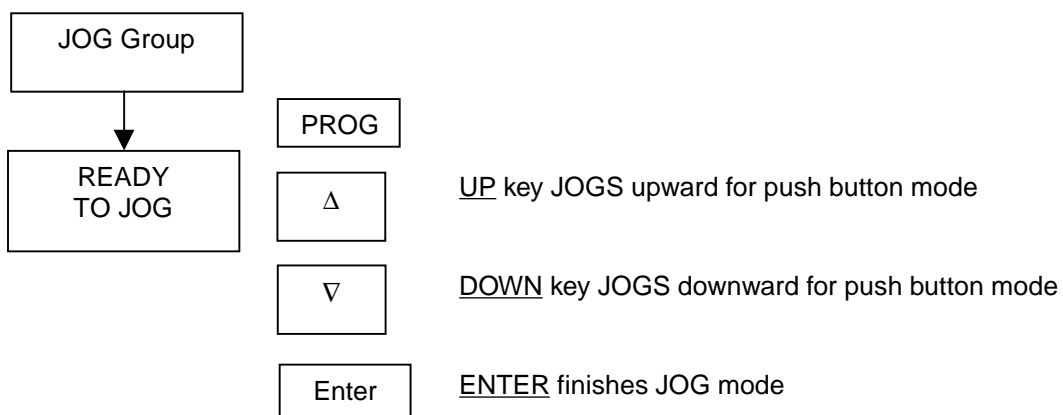 JOG Group
PROG
READY
TO JOG
∆
UP key JOGS upward for push button mode
∇
DOWN key JOGS downward for push button mode
Enter
ENTER finishes JOG mode